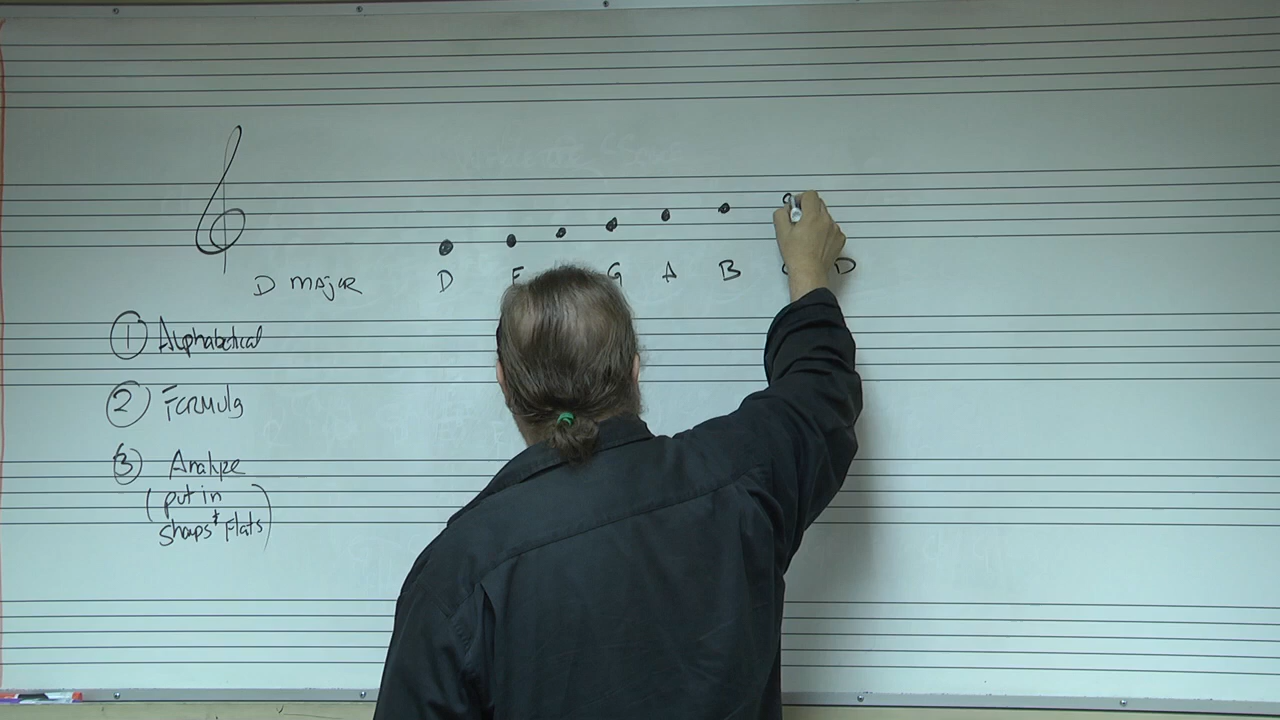 D major D E G A B D
① Alphabetical
② Formula
③ Analyze
(put in
sharps + Flats)